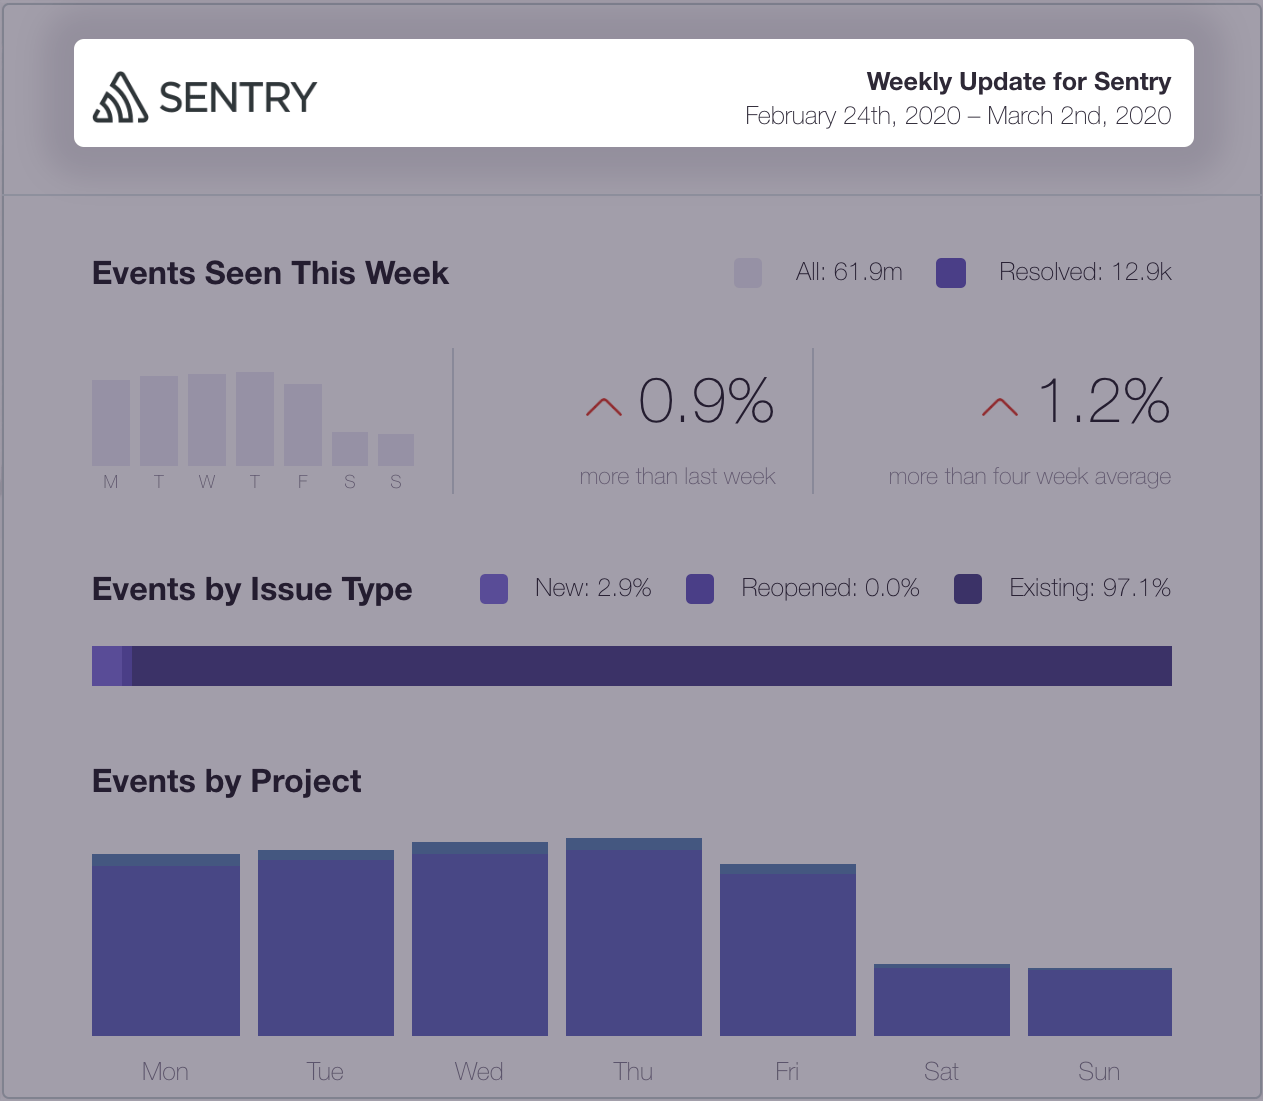 SENTRY
Weekly Update for Sentry
February 24th, 2020 – March 2nd, 2020
Events Seen This Week
All: 61.9m
Resolved: 12.9k
M T W T F S S
0.9%
more than last week
1.2%
more than four week average
Events by Issue Type
New: 2.9%
Reopened: 0.0%
Existing: 97.1%
Events by Project
Mon Tue Wed Thu Fri Sat Sun